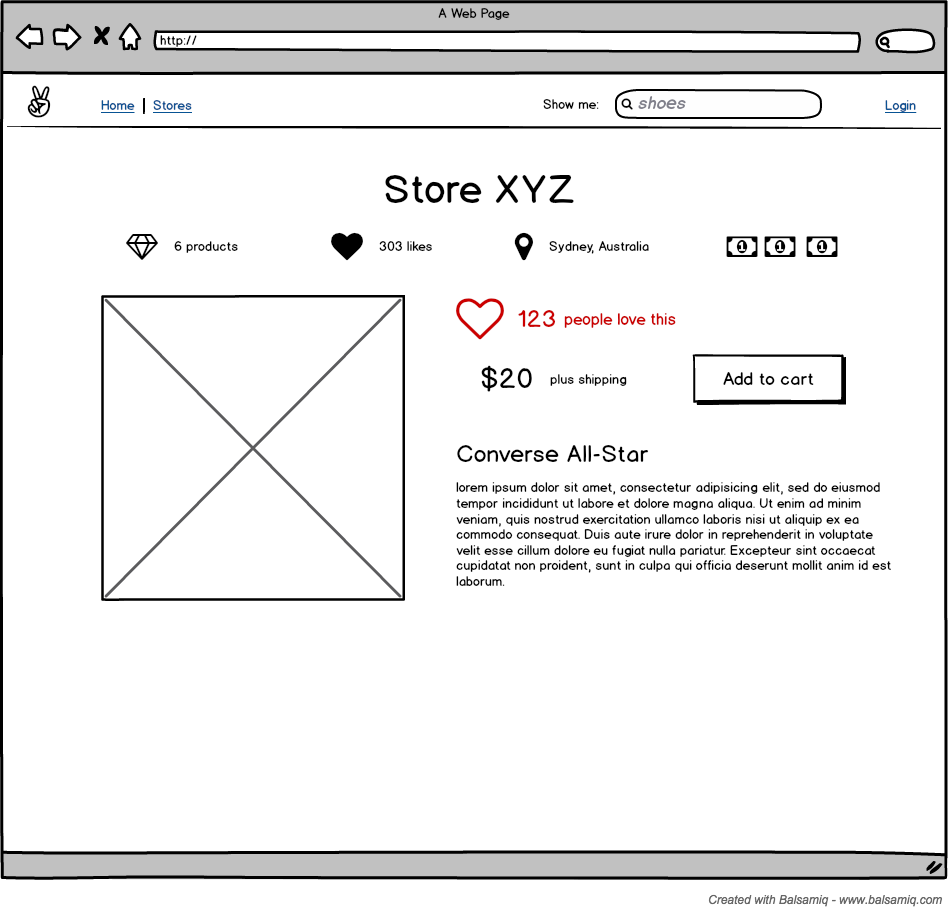 A Web Page
http://
Home | Stores
Show me:
shoes
Login
Store XYZ
6 products
303 likes
Sydney, Australia
123 people love this
$20 plus shipping
Add to cart
Converse All-Star
lorem ipsum dolor sit amet, consectetur adipisicing elit, sed do eiusmod
tempor incididunt ut labore et dolore magna aliqua. Ut enim ad minim
veniam, quis nostrud exercitation ullamco laboris nisi ut aliquip ex ea
commodo consequat. Duis aute irure dolor in reprehenderit in voluptate
velit esse cillum dolore eu fugiat nulla pariatur. Excepteur sint occaecat
cupidatat non proident, sunt in culpa qui officia deserunt mollit anim id est
laborum.
Created with Balsamiq - www.balsamiq.com